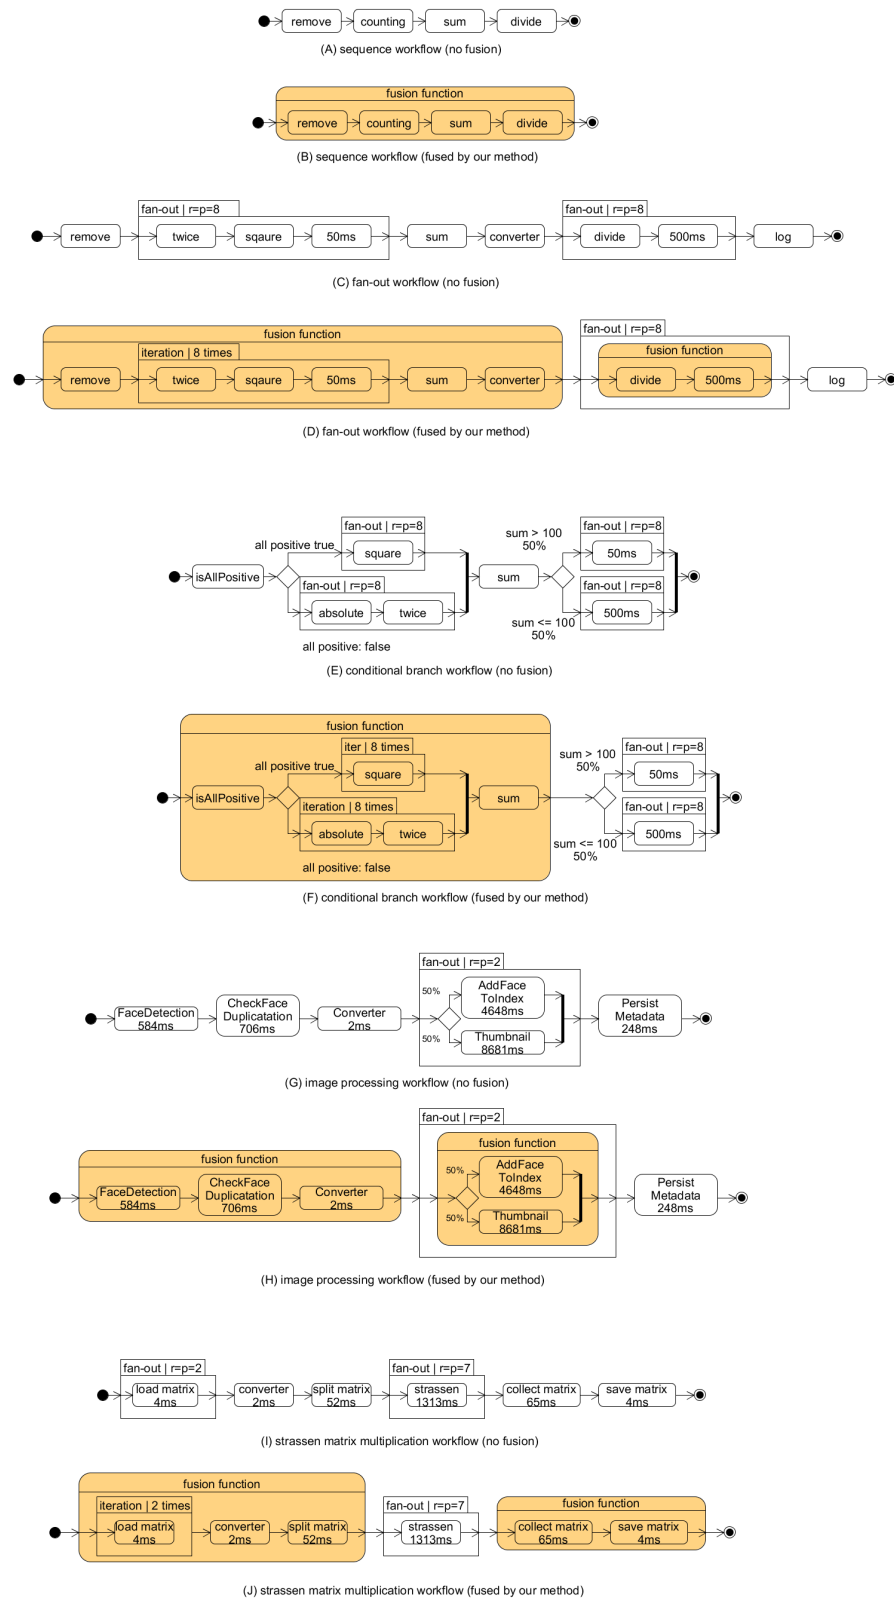 remove counting sum divide
(A) sequence workflow (no fusion)
fusion function
remove counting sum divide
(B) sequence workflow (fused by our method)
fan-out | r=p=8 fan-out | r=p=8
remove twice sqaure 50ms sum converter divide 500ms log
(C) fan-out workflow (no fusion)
fusion function
fan-out | r=p=8
iteration | 8 times
fusion function
remove twice sqaure 50ms sum converter divide 500ms log
(D) fan-out workflow (fused by our method)
fan-out | r=p=8 fan-out | r=p=8
sum > 100
50%
all positive true
square 50ms
isAllPositive sum
fan-out | r=p=8 fan-out | r=p=8
absolute twice 500ms
sum <= 100
50%
all positive: false
(E) conditional branch workflow (no fusion)
fusion function
iter | 8 times fan-out | r=p=8
sum > 100
50%
all positive true
square 50ms
isAllPositive sum
iteration | 8 times fan-out | r=p=8
absolute twice 500ms
sum <= 100
50%
all positive: false
(F) conditional branch workflow (fused by our method)
fan-out | r=p=2
FaceDetection
584ms
CheckFace
Duplicatation
706ms
Converter
2ms
50%
AddFace
ToIndex
4648ms
50%
Thumbnail
8681ms
Persist
Metadata
248ms
(G) image processing workflow (no fusion)
fan-out | r=p=2
fusion function
fusion function
FaceDetection
584ms
CheckFace
Duplicatation
706ms
Converter
2ms
50%
AddFace
ToIndex
4648ms
50%
Thumbnail
8681ms
Persist
Metadata
248ms
(H) image processing workflow (fused by our method)
fan-out | r=p=2 fan-out | r=p=7
load matrix
4ms
converter
2ms
split matrix
52ms
strassen
1313ms
collect matrix
65ms
save matrix
4ms
(I) strassen matrix multiplication workflow (no fusion)
fusion function
iteration | 2 times
fan-out | r=p=7
fusion function
load matrix
4ms
converter
2ms
split matrix
52ms
strassen
1313ms
collect matrix
65ms
save matrix
4ms
(J) strassen matrix multiplication workflow (fused by our method)